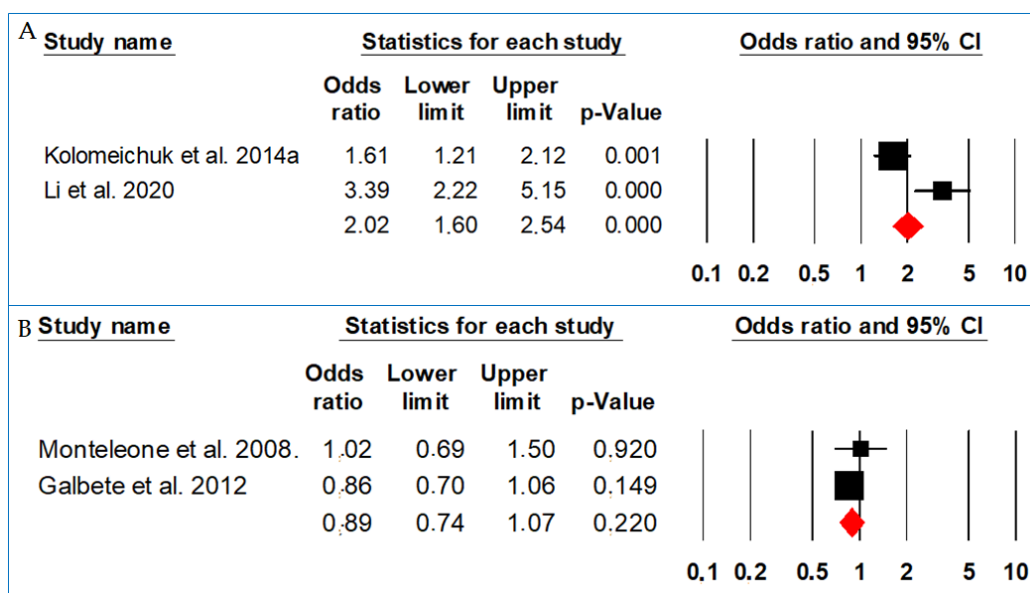 A Study name Statistics for each study Odds ratio and 95% CI
Odds Lower Upper
ratio limit limit p-Value
Kolomeichuk et al. 2014a 1.61 1.21 2.12 0.001
Li et al. 2020 3.39 2.22 5.15 0.000
2.02 1.60 2.54 0.000
0.1 0.2 0.5 1 2 5 10
B Study name Statistics for each study Odds ratio and 95% CI
Odds Lower Upper
ratio limit limit p-Value
Monteleone et al. 2008. 1.02 0.69 1.50 0.920
Galbete et al. 2012 0.86 0.70 1.06 0.149
0.89 0.74 1.07 0.220
0.1 0.2 0.5 1 2 5 10